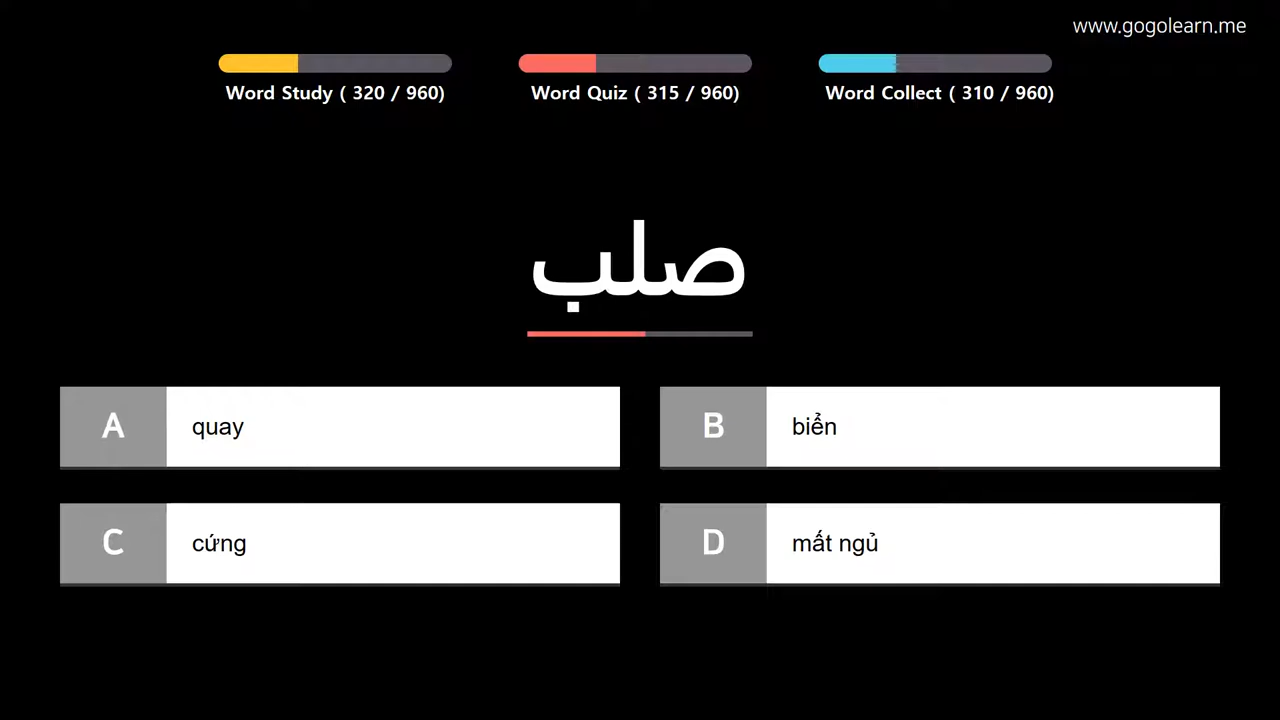 www.gogolearn.me
Word Study ( 320 / 960)
Word Quiz ( 315 / 960)
Word Collect ( 310 / 960)
صلب
A quay
B biển
C cứng
D mất ngủ